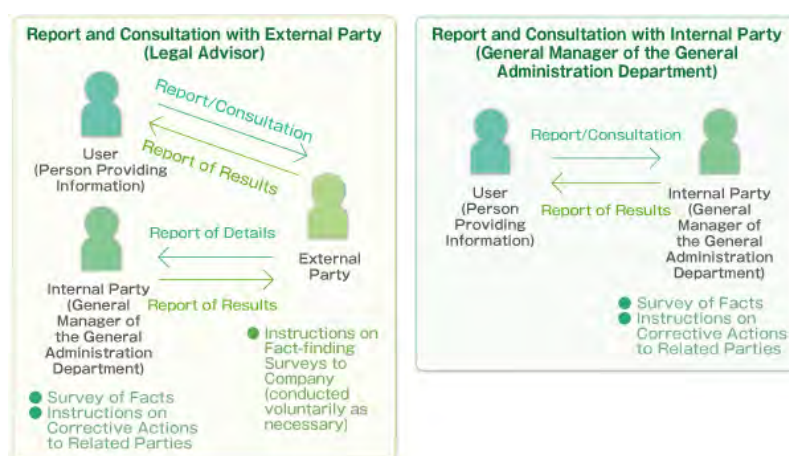 Report and Consultation with External Party
(Legal Advisor)
Report/Consultation
Report of Results
User
(Person Providing
Information)
Report of Details
Report of Results
External
Party
Internal Party
(General
Manager of
the General
Administration
Department)
● Instructions on
Fact-finding
Surveys to
Company
(conducted
voluntarily as
necessary)
● Survey of Facts
● Instructions on
Corrective Actions
to Related Parties
Report and Consultation with Internal Party
(General Manager of the General
Administration Department)
Report/Consultation
Report of Results
User
(Person
Providing
Information)
Internal Party
(General
Manager of
the General
Administration
Department)
● Survey of Facts
● Instructions on
Corrective Actions
to Related Parties